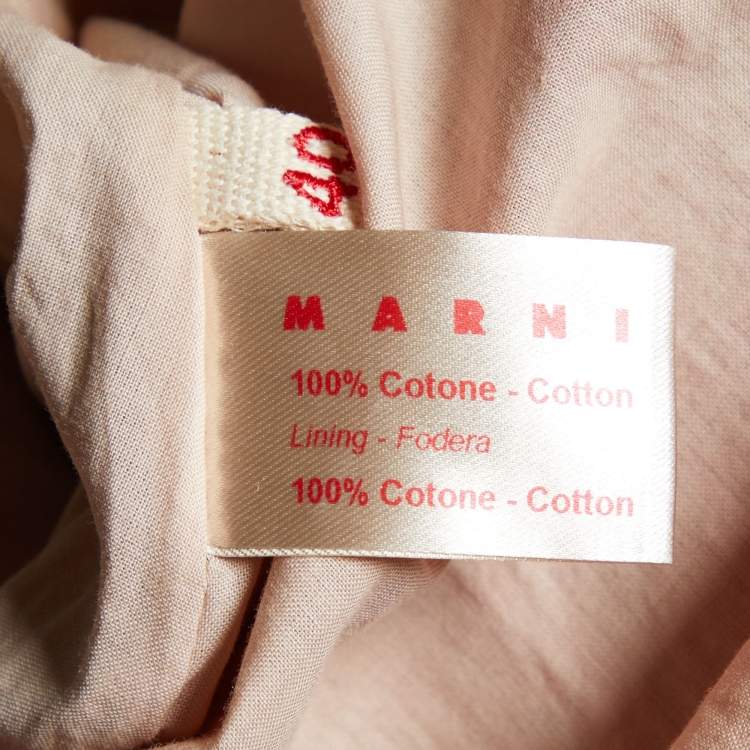 40
MARNI
100% Cotone - Cotton
Lining - Fodera
100% Cotone - Cotton